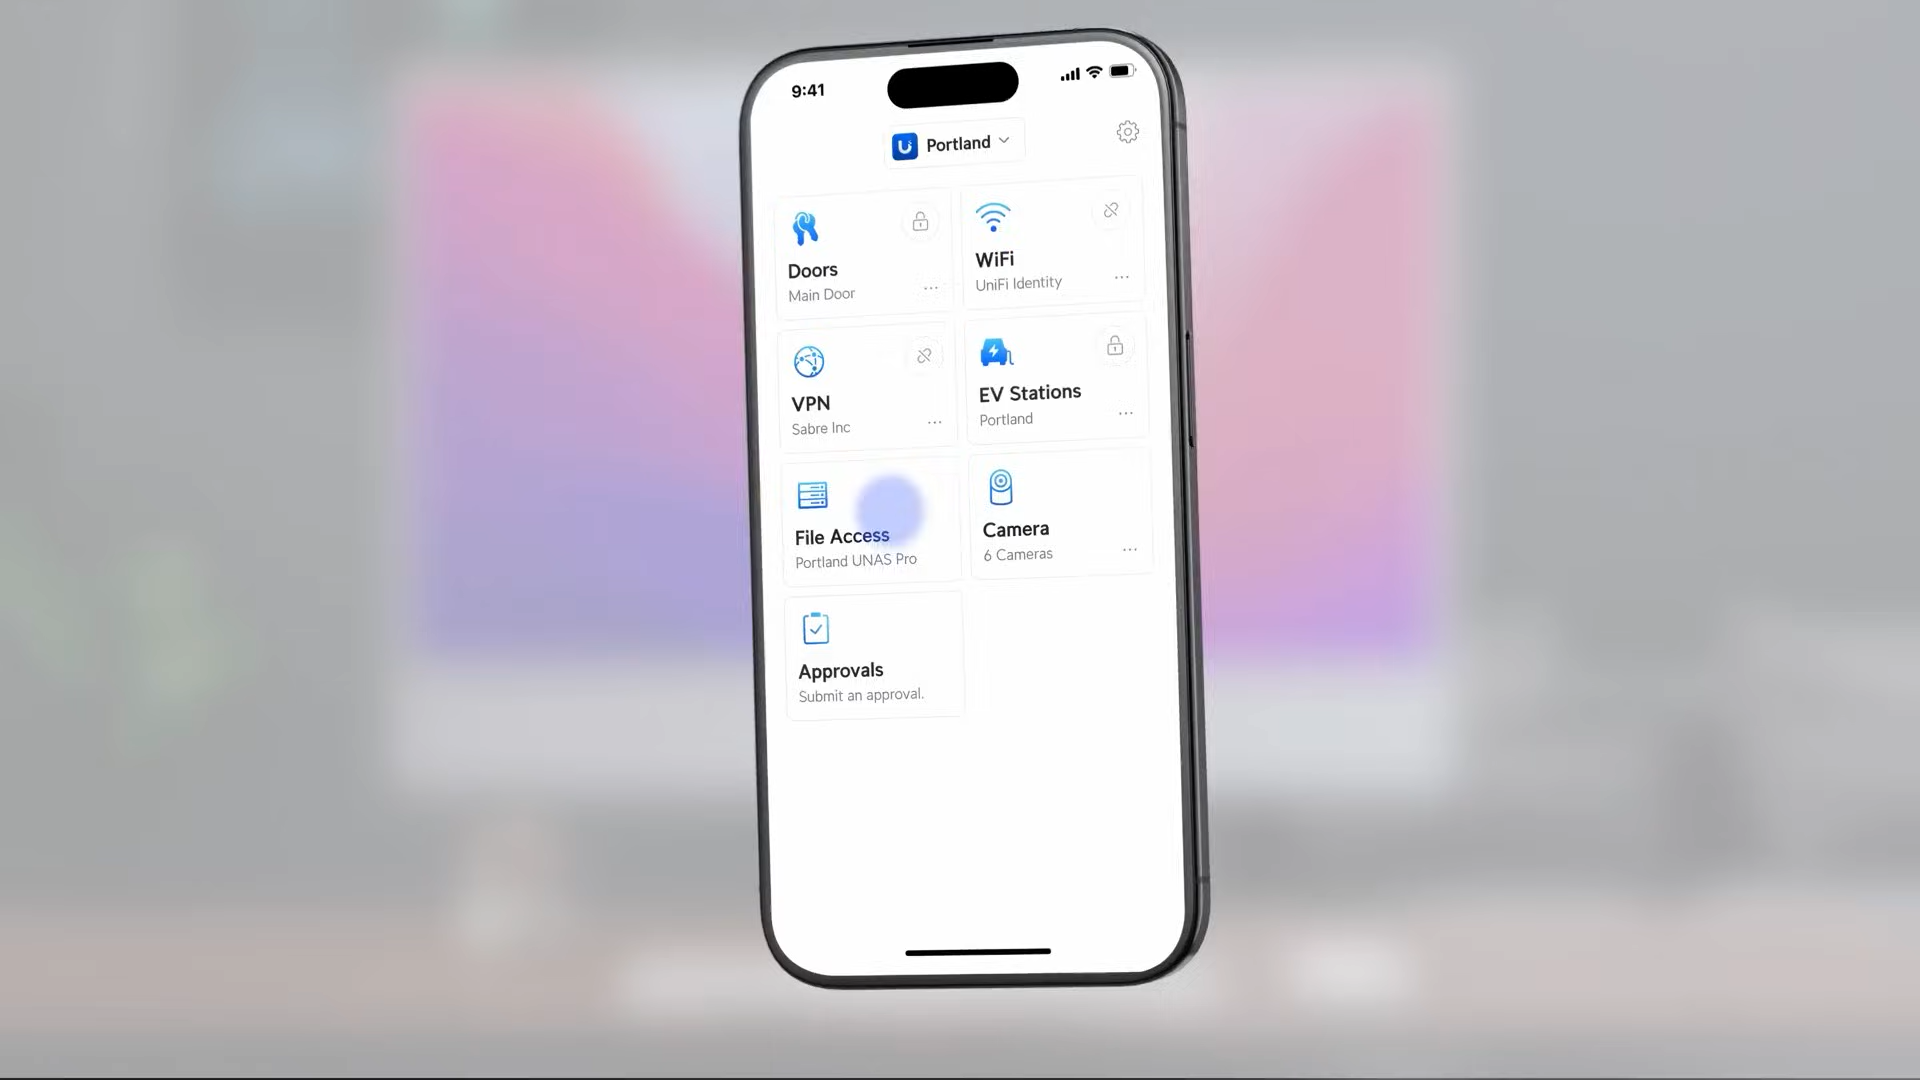 9:41
Portland
Doors
Main Door
WiFi
UniFi Identity
VPN
Sabre Inc
EV Stations
Portland
File Access
Portland UNAS Pro
Camera
6 Cameras
Approvals
Submit an approval.